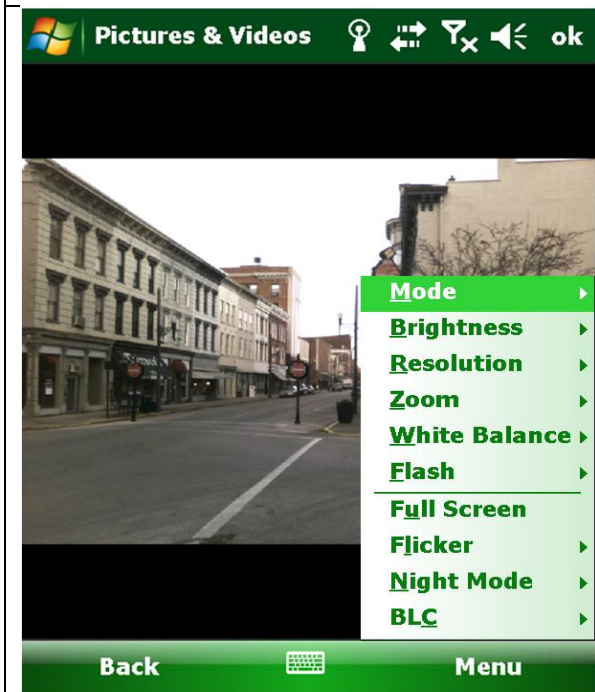 Pictures & Videos ok
Mode
Brightness
Resolution
Zoom
White Balance
Flash
Full Screen
Flicker
Night Mode
BLC
Back Menu